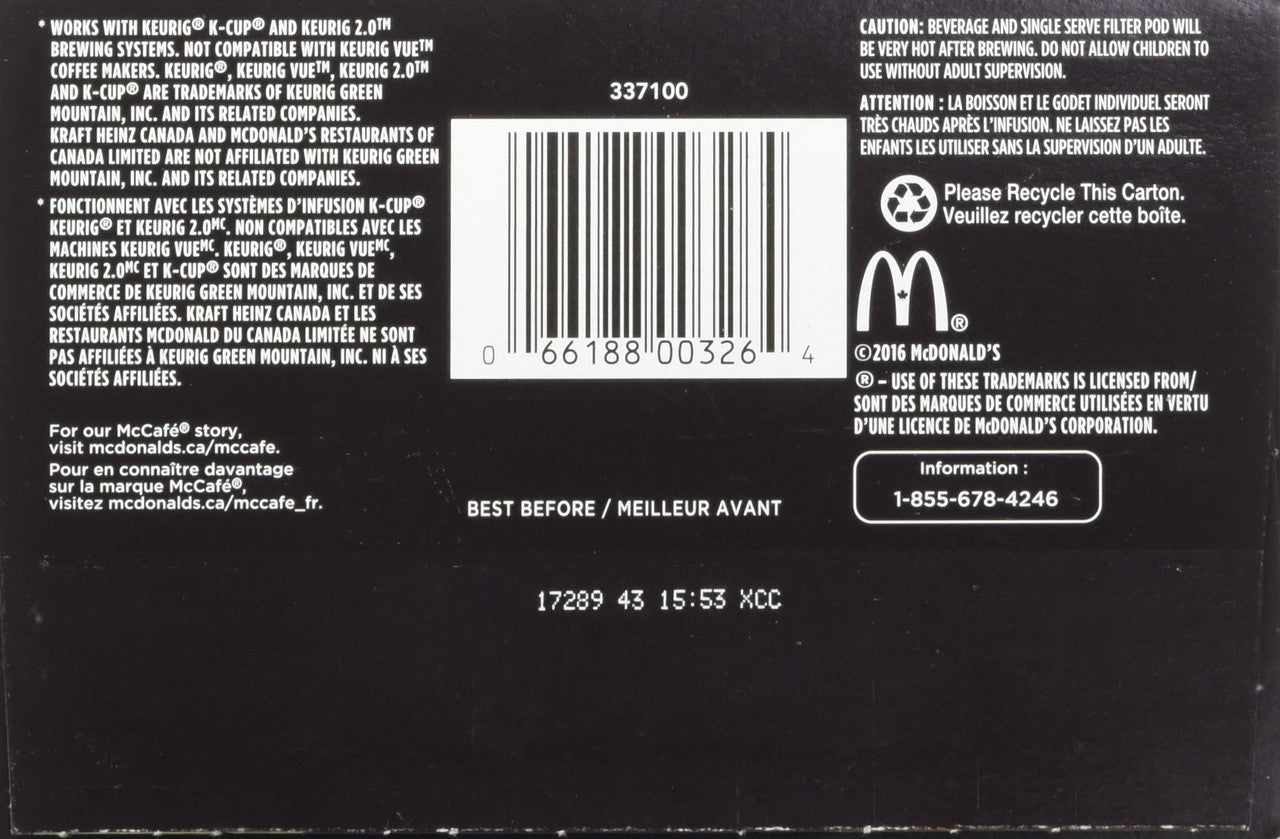 * WORKS WITH KEURIG® K-CUP® AND KEURIG 2.0™
BREWING SYSTEMS. NOT COMPATIBLE WITH KEURIG VUE™
COFFEE MAKERS. KEURIG®, KEURIG VUE™, KEURIG 2.0™
AND K-CUP® ARE TRADEMARKS OF KEURIG GREEN
MOUNTAIN, INC. AND ITS RELATED COMPANIES.
KRAFT HEINZ CANADA AND MCDONALD'S RESTAURANTS OF
CANADA LIMITED ARE NOT AFFILIATED WITH KEURIG GREEN
MOUNTAIN, INC. AND ITS RELATED COMPANIES.
* FONCTIONNENT AVEC LES SYSTÈMES D'INFUSION K-CUP®
KEURIG® ET KEURIG 2.0MC. NON COMPATIBLES AVEC LES
MACHINES KEURIG VUEMC. KEURIG®, KEURIG VUEMC,
KEURIG 2.0MC ET K-CUP® SONT DES MARQUES DE
COMMERCE DE KEURIG GREEN MOUNTAIN, INC. ET DE SES
SOCIÉTÉS AFFILIÉES. KRAFT HEINZ CANADA ET LES
RESTAURANTS MCDONALD DU CANADA LIMITÉE NE SONT
PAS AFFILIÉES À KEURIG GREEN MOUNTAIN, INC. NI À SES
SOCIÉTÉS AFFILIÉES.
For our McCafé® story,
visit mcdonalds.ca/mccafe.
Pour en connaître davantage
sur la marque McCafé®,
visitez mcdonalds.ca/mccafe_fr.
337100
0 66188 00326 4
BEST BEFORE / MEILLEUR AVANT
17289 43 15:53 XCC
CAUTION: BEVERAGE AND SINGLE SERVE FILTER POD WILL
BE VERY HOT AFTER BREWING. DO NOT ALLOW CHILDREN TO
USE WITHOUT ADULT SUPERVISION.
ATTENTION : LA BOISSON ET LE GODET INDIVIDUEL SERONT
TRÈS CHAUDS APRÈS L'INFUSION. NE LAISSEZ PAS LES
ENFANTS LES UTILISER SANS LA SUPERVISION D'UN ADULTE.
Please Recycle This Carton.
Veuillez recycler cette boîte.
M®
©2016 McDONALD'S
® – USE OF THESE TRADEMARKS IS LICENSED FROM/
SONT DES MARQUES DE COMMERCE UTILISÉES EN VERTU
D'UNE LICENCE DE McDONALD'S CORPORATION.
Information :
1-855-678-4246